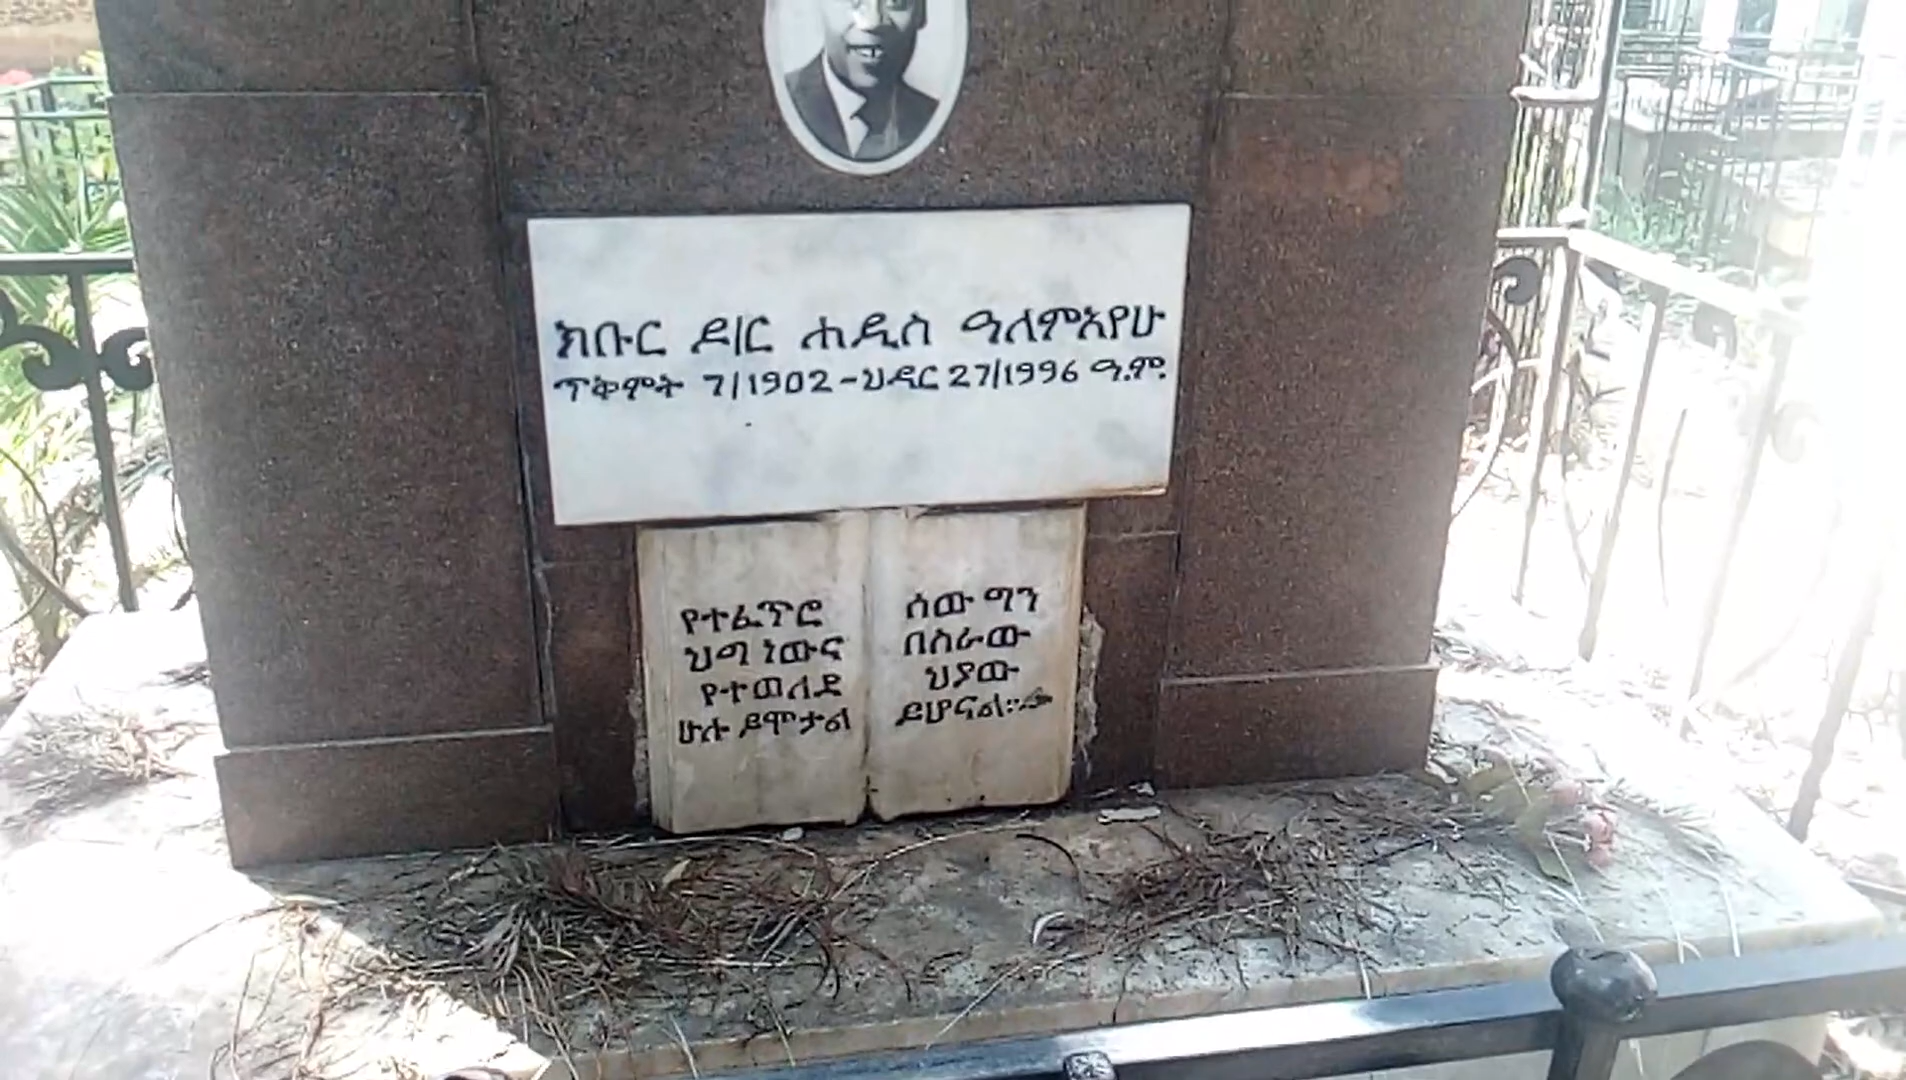 ክቡር ዶ/ር ሐዲስ ዓለምአየሁ
ጥቅምት 7/1902-ህዳር 27/1996 ዓ.ም.
የተፈጥሮ
ህግ ነውና
የተወለደ
ሁሉ ይሞታል
ሰው ግን
በስራው
ህያው
ይሆናል።